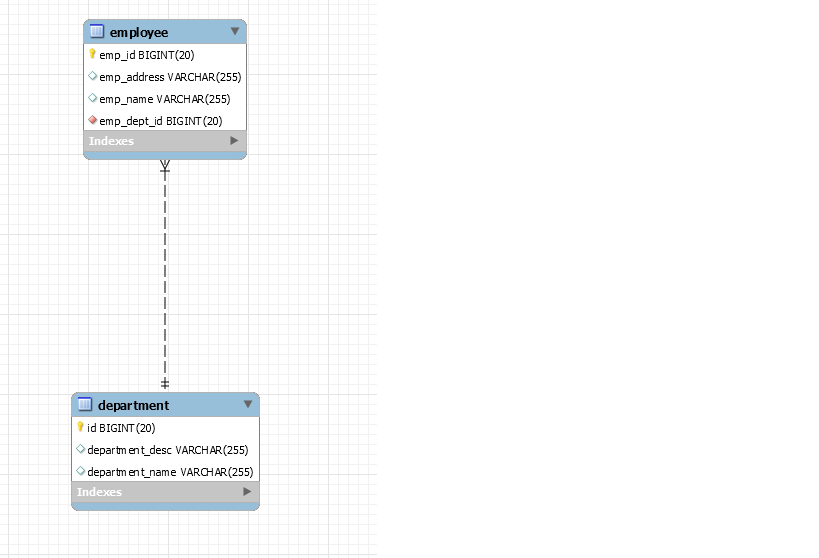 employee
emp_id BIGINT(20)
emp_address VARCHAR(255)
emp_name VARCHAR(255)
emp_dept_id BIGINT(20)
Indexes
department
id BIGINT(20)
department_desc VARCHAR(255)
department_name VARCHAR(255)
Indexes